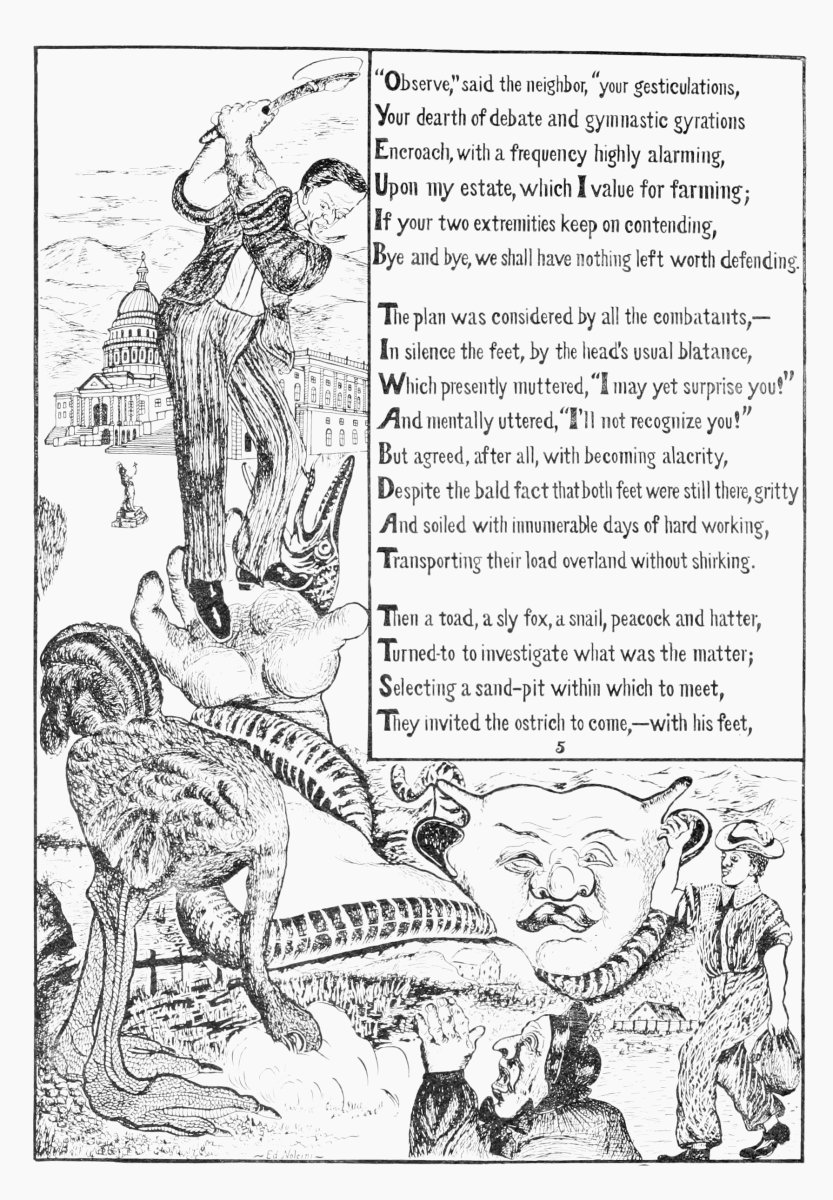 "Observe," said the neighbor, "your gesticulations,
Your dearth of debate and gymnastic gyrations
Encroach, with a frequency highly alarming,
Upon my estate, which I value for farming;
If your two extremities keep on contending,
Bye and bye, we shall have nothing left worth defending.
The plan was considered by all the combatants,—
In silence the feet, by the head's usual blatance,
Which presently muttered, "I may yet surprise you!"
And mentally uttered, "I'll not recognize you!"
But agreed, after all, with becoming alacrity,
Despite the bald fact that both feet were still there, gritty
And soiled with innumerable days of hard working,
Transporting their load overland without shirking.
Then a toad, a sly fox, a snail, peacock and hatter,
Turned-to to investigate what was the matter;
Selecting a sand-pit within which to meet,
They invited the ostrich to come,—with his feet,
5